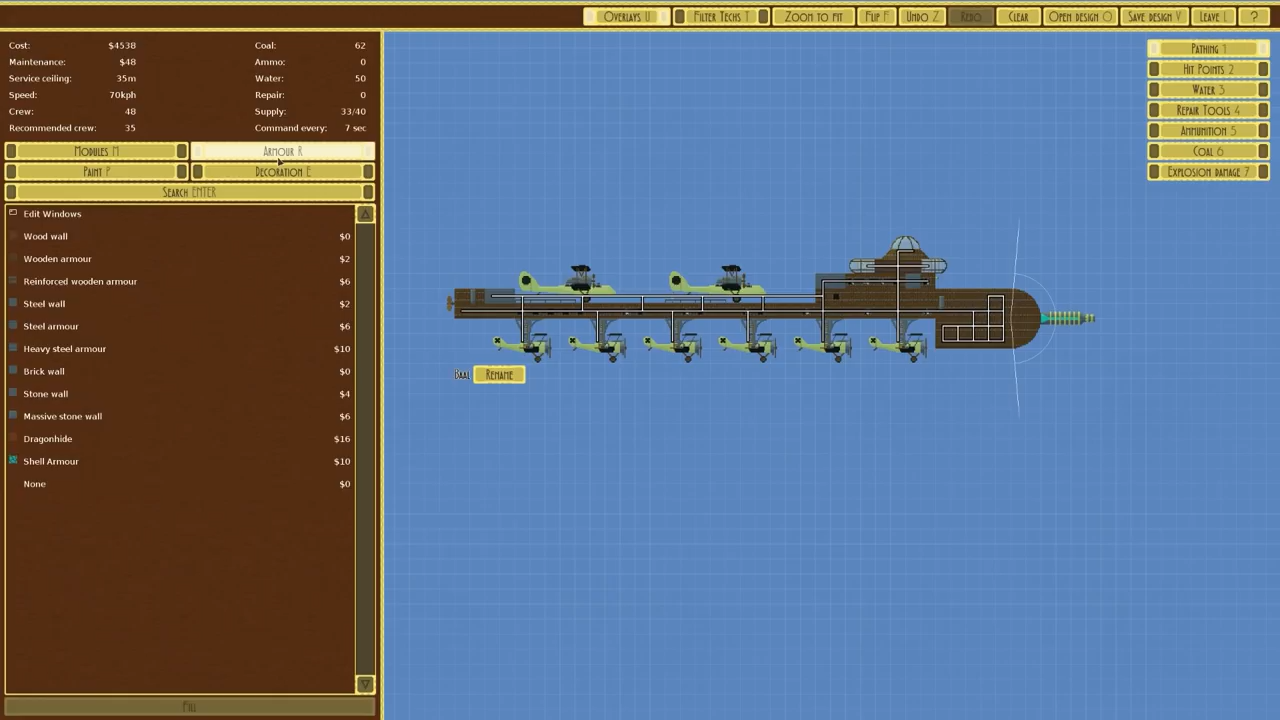 Overlays U Filter Techs T Zoom to fit Flip F Undo Z Redo Clear Open design O Save design V Leave L ?
Cost: $4538 Coal: 62
Maintenance: $48 Ammo: 0
Service ceiling: 35m Water: 50
Speed: 70kph Repair: 0
Crew: 48 Supply: 33/40
Recommended crew: 35 Command every: 7 sec
Modules M Armour R
Paint P Decoration E
Search ENTER
Edit Windows
Wood wall $0
Wooden armour $2
Reinforced wooden armour $6
Steel wall $2
Steel armour $6
Heavy steel armour $10
Brick wall $0
Stone wall $4
Massive stone wall $6
Dragonhide $16
Shell Armour $10
None $0
Fill
Pathing 1
Hit Points 2
Water 3
Repair Tools 4
Ammunition 5
Coal 6
Explosion damage 7
Baal Rename